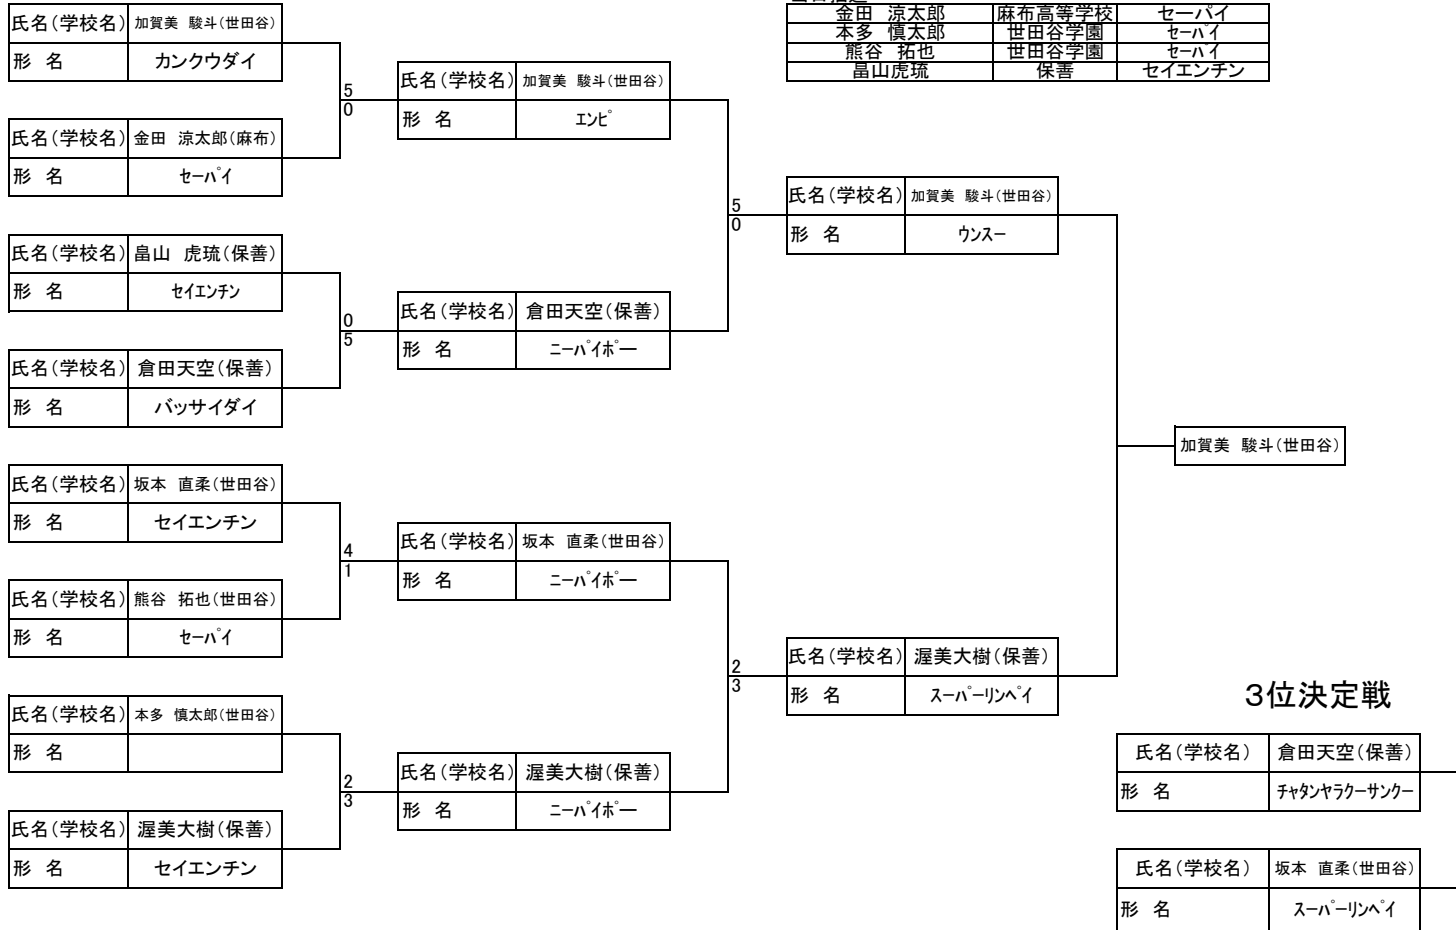 金田 涼太郎 麻布高等学校 セーパイ
本多 慎太郎 世田谷学園 セーパイ
熊谷 拓也 世田谷学園 セーパイ
畠山虎琉 保善 セイエンチン
氏名(学校名) 加賀美 駿斗(世田谷)
形 名 カンクウダイ
氏名(学校名) 金田 涼太郎(麻布)
形 名 セーパイ
5
0
氏名(学校名) 畠山 虎琉(保善)
形 名 セイエンチン
氏名(学校名) 倉田天空(保善)
形 名 バッサイダイ
0
5
氏名(学校名) 坂本 直柔(世田谷)
形 名 セイエンチン
氏名(学校名) 熊谷 拓也(世田谷)
形 名 セーパイ
4
1
氏名(学校名) 本多 慎太郎(世田谷)
形 名
氏名(学校名) 渥美大樹(保善)
形 名 セイエンチン
2
3
氏名(学校名) 加賀美 駿斗(世田谷)
形 名 エンピ
氏名(学校名) 倉田天空(保善)
形 名 ニーパイポー
5
0
氏名(学校名) 坂本 直柔(世田谷)
形 名 ニーパイポー
氏名(学校名) 渥美大樹(保善)
形 名 ニーパイポー
2
3
氏名(学校名) 加賀美 駿斗(世田谷)
形 名 ウンスー
氏名(学校名) 渥美大樹(保善)
形 名 スーパーリンペイ
加賀美 駿斗(世田谷)
3位決定戦
氏名(学校名) 倉田天空(保善)
形 名 チャタンヤラクーサンクー
氏名(学校名) 坂本 直柔(世田谷)
形 名 スーパーリンペイ